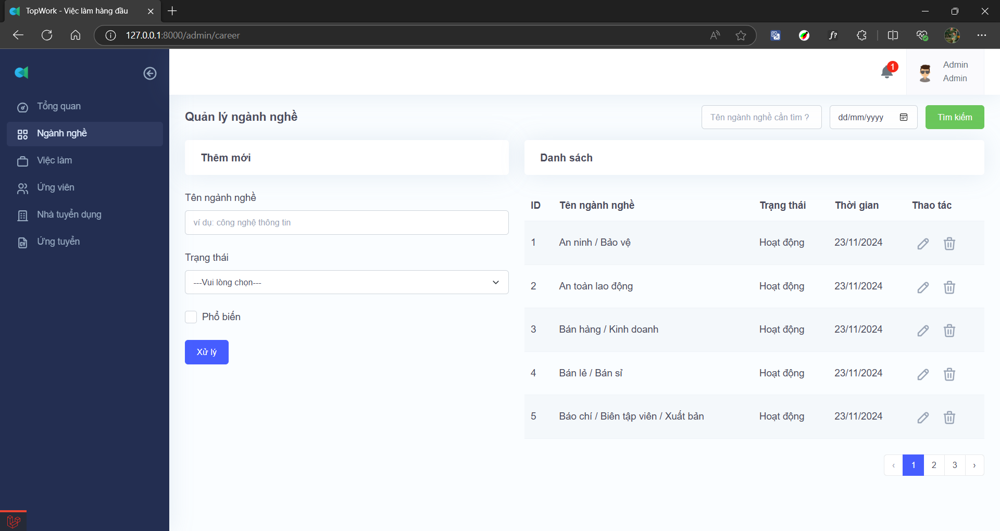 TopWork - Việc làm hàng đầu
127.0.0.1:8000/admin/career
1
Admin
Admin
Tổng quan
Ngành nghề
Việc làm
Ứng viên
Nhà tuyển dụng
Ứng tuyển
Quản lý ngành nghề
Tên ngành nghề cần tìm ?
dd/mm/yyyy
Tìm kiếm
Thêm mới
Tên ngành nghề
ví dụ: công nghệ thông tin
Trạng thái
---Vui lòng chọn---
Phổ biến
Xử lý
Danh sách
ID Tên ngành nghề Trạng thái Thời gian Thao tác
1 An ninh / Bảo vệ Hoạt động 23/11/2024
2 An toàn lao động Hoạt động 23/11/2024
3 Bán hàng / Kinh doanh Hoạt động 23/11/2024
4 Bán lẻ / Bán sỉ Hoạt động 23/11/2024
5 Báo chí / Biên tập viên / Xuất bản Hoạt động 23/11/2024
‹ 1 2 3 ›